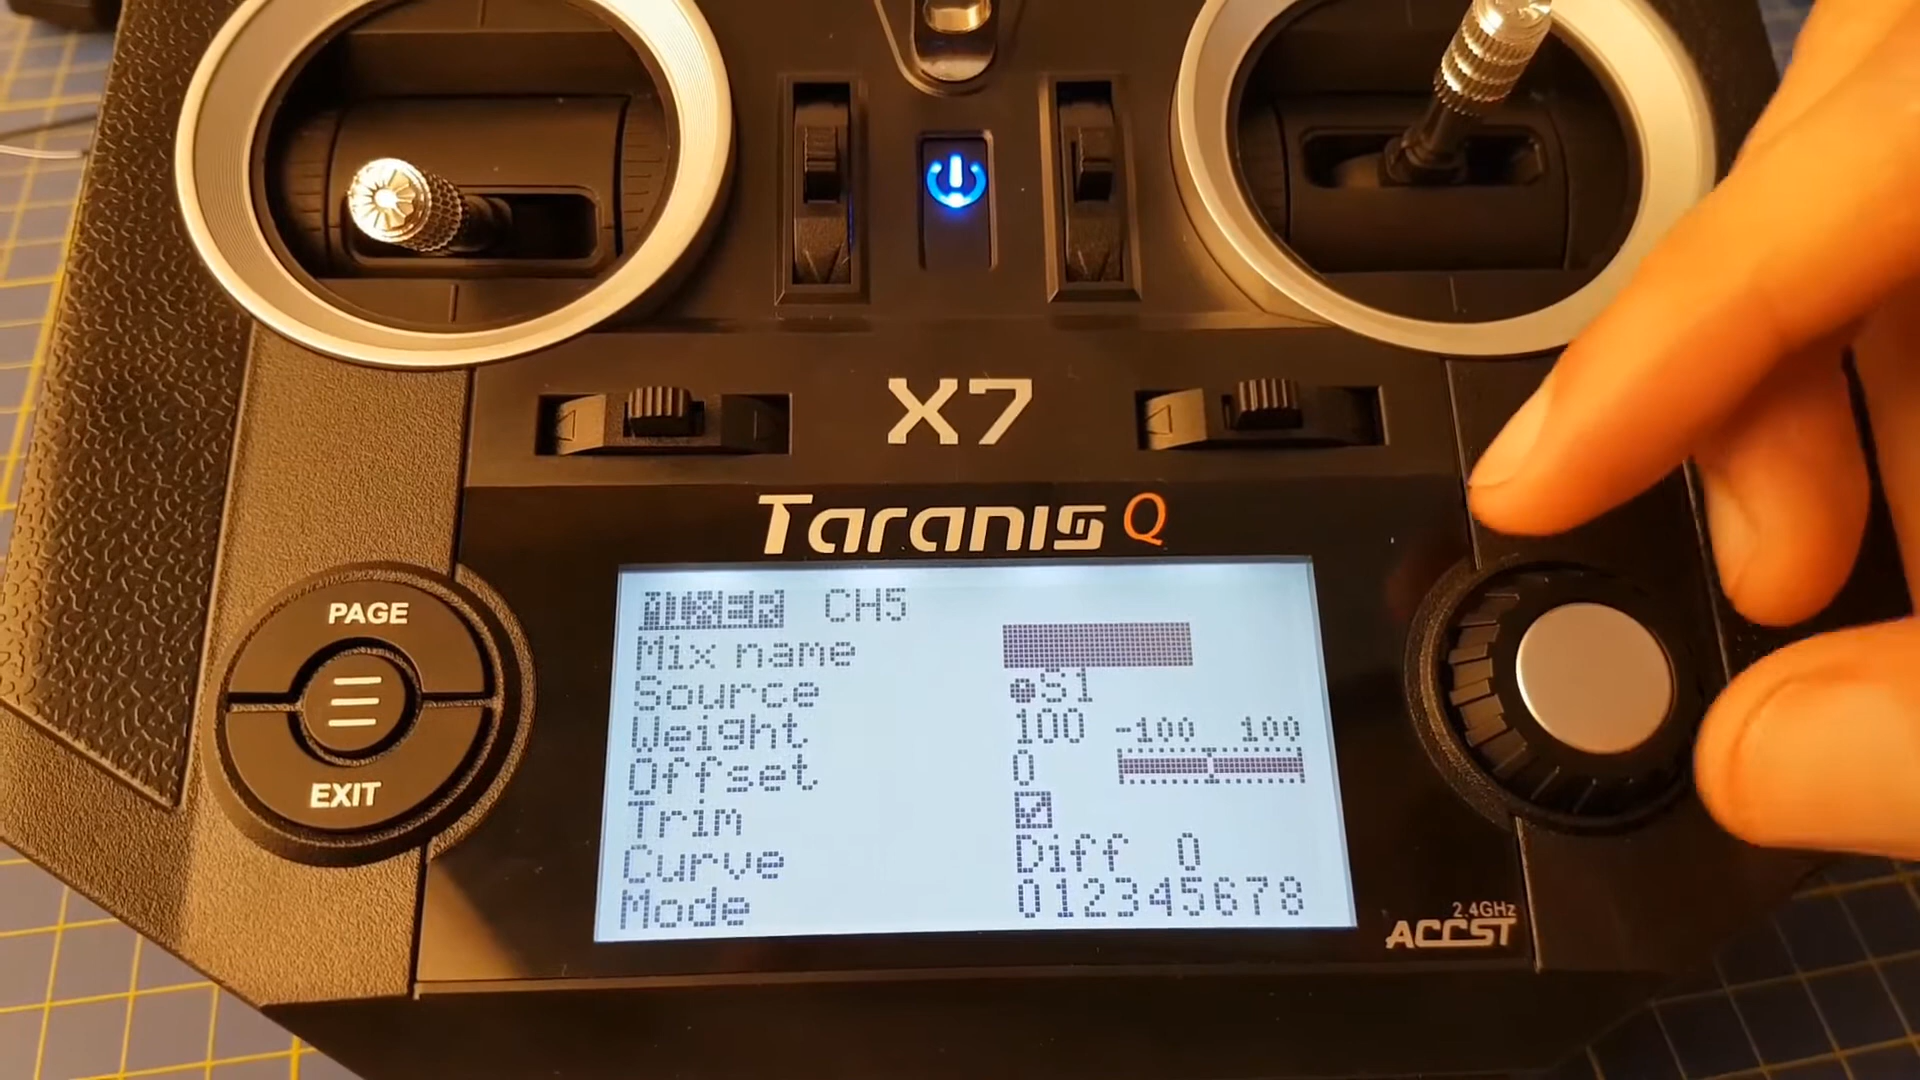 X7
Taranis Q
PAGE
EXIT
MIXES CH5
Mix name
Source S1
Weight 100 -100 100
Offset 0
Trim
Curve Diff 0
Mode 012345678
2.4GHz
ACCST